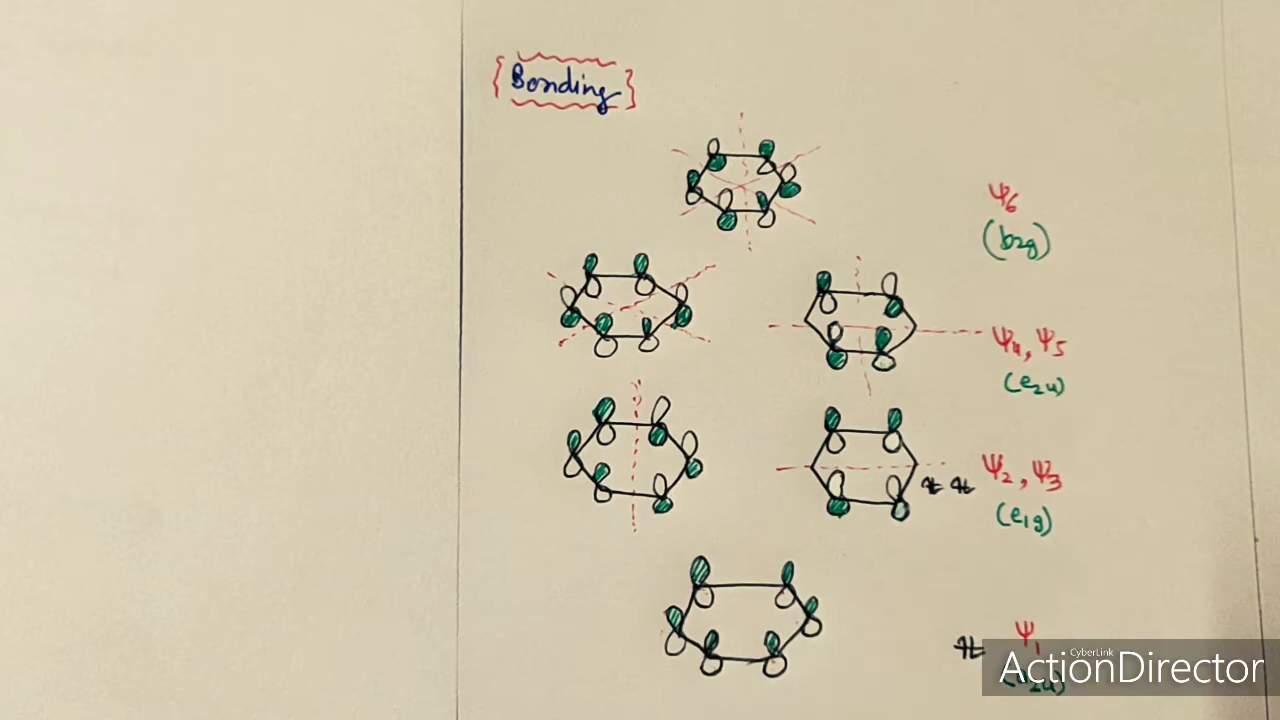 {Bonding}
Ψ6
(b2g)
Ψ4, Ψ5
(e2u)
Ψ2, Ψ3
(e1g)
Ψ1
CyberLink
ActionDirector